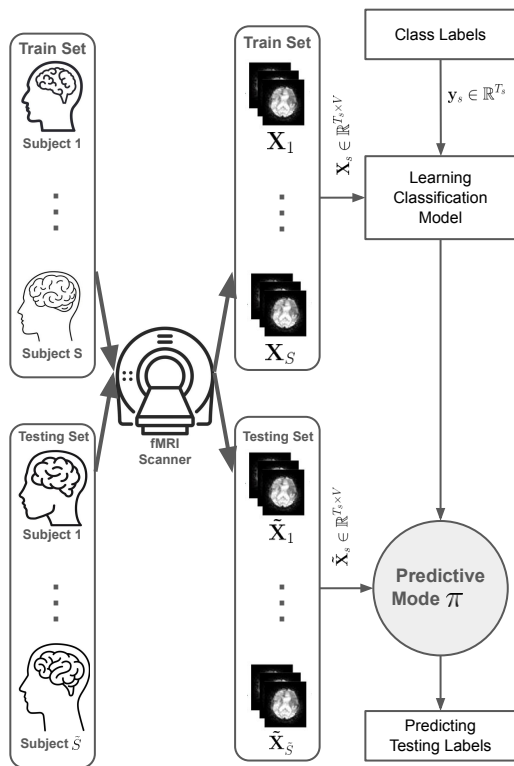 Train Set
Subject 1
Subject S
Testing Set
Subject 1
Subject S̃
fMRI
Scanner
Train Set
X₁
X_S
Testing Set
X̃₁
X̃_S̃
X_s ∈ ℝ^{T_s×V}
X̃_s ∈ ℝ^{T_s×V}
Class Labels
y_s ∈ ℝ^{T_s}
Learning
Classification
Model
Predictive
Mode π
Predicting
Testing Labels